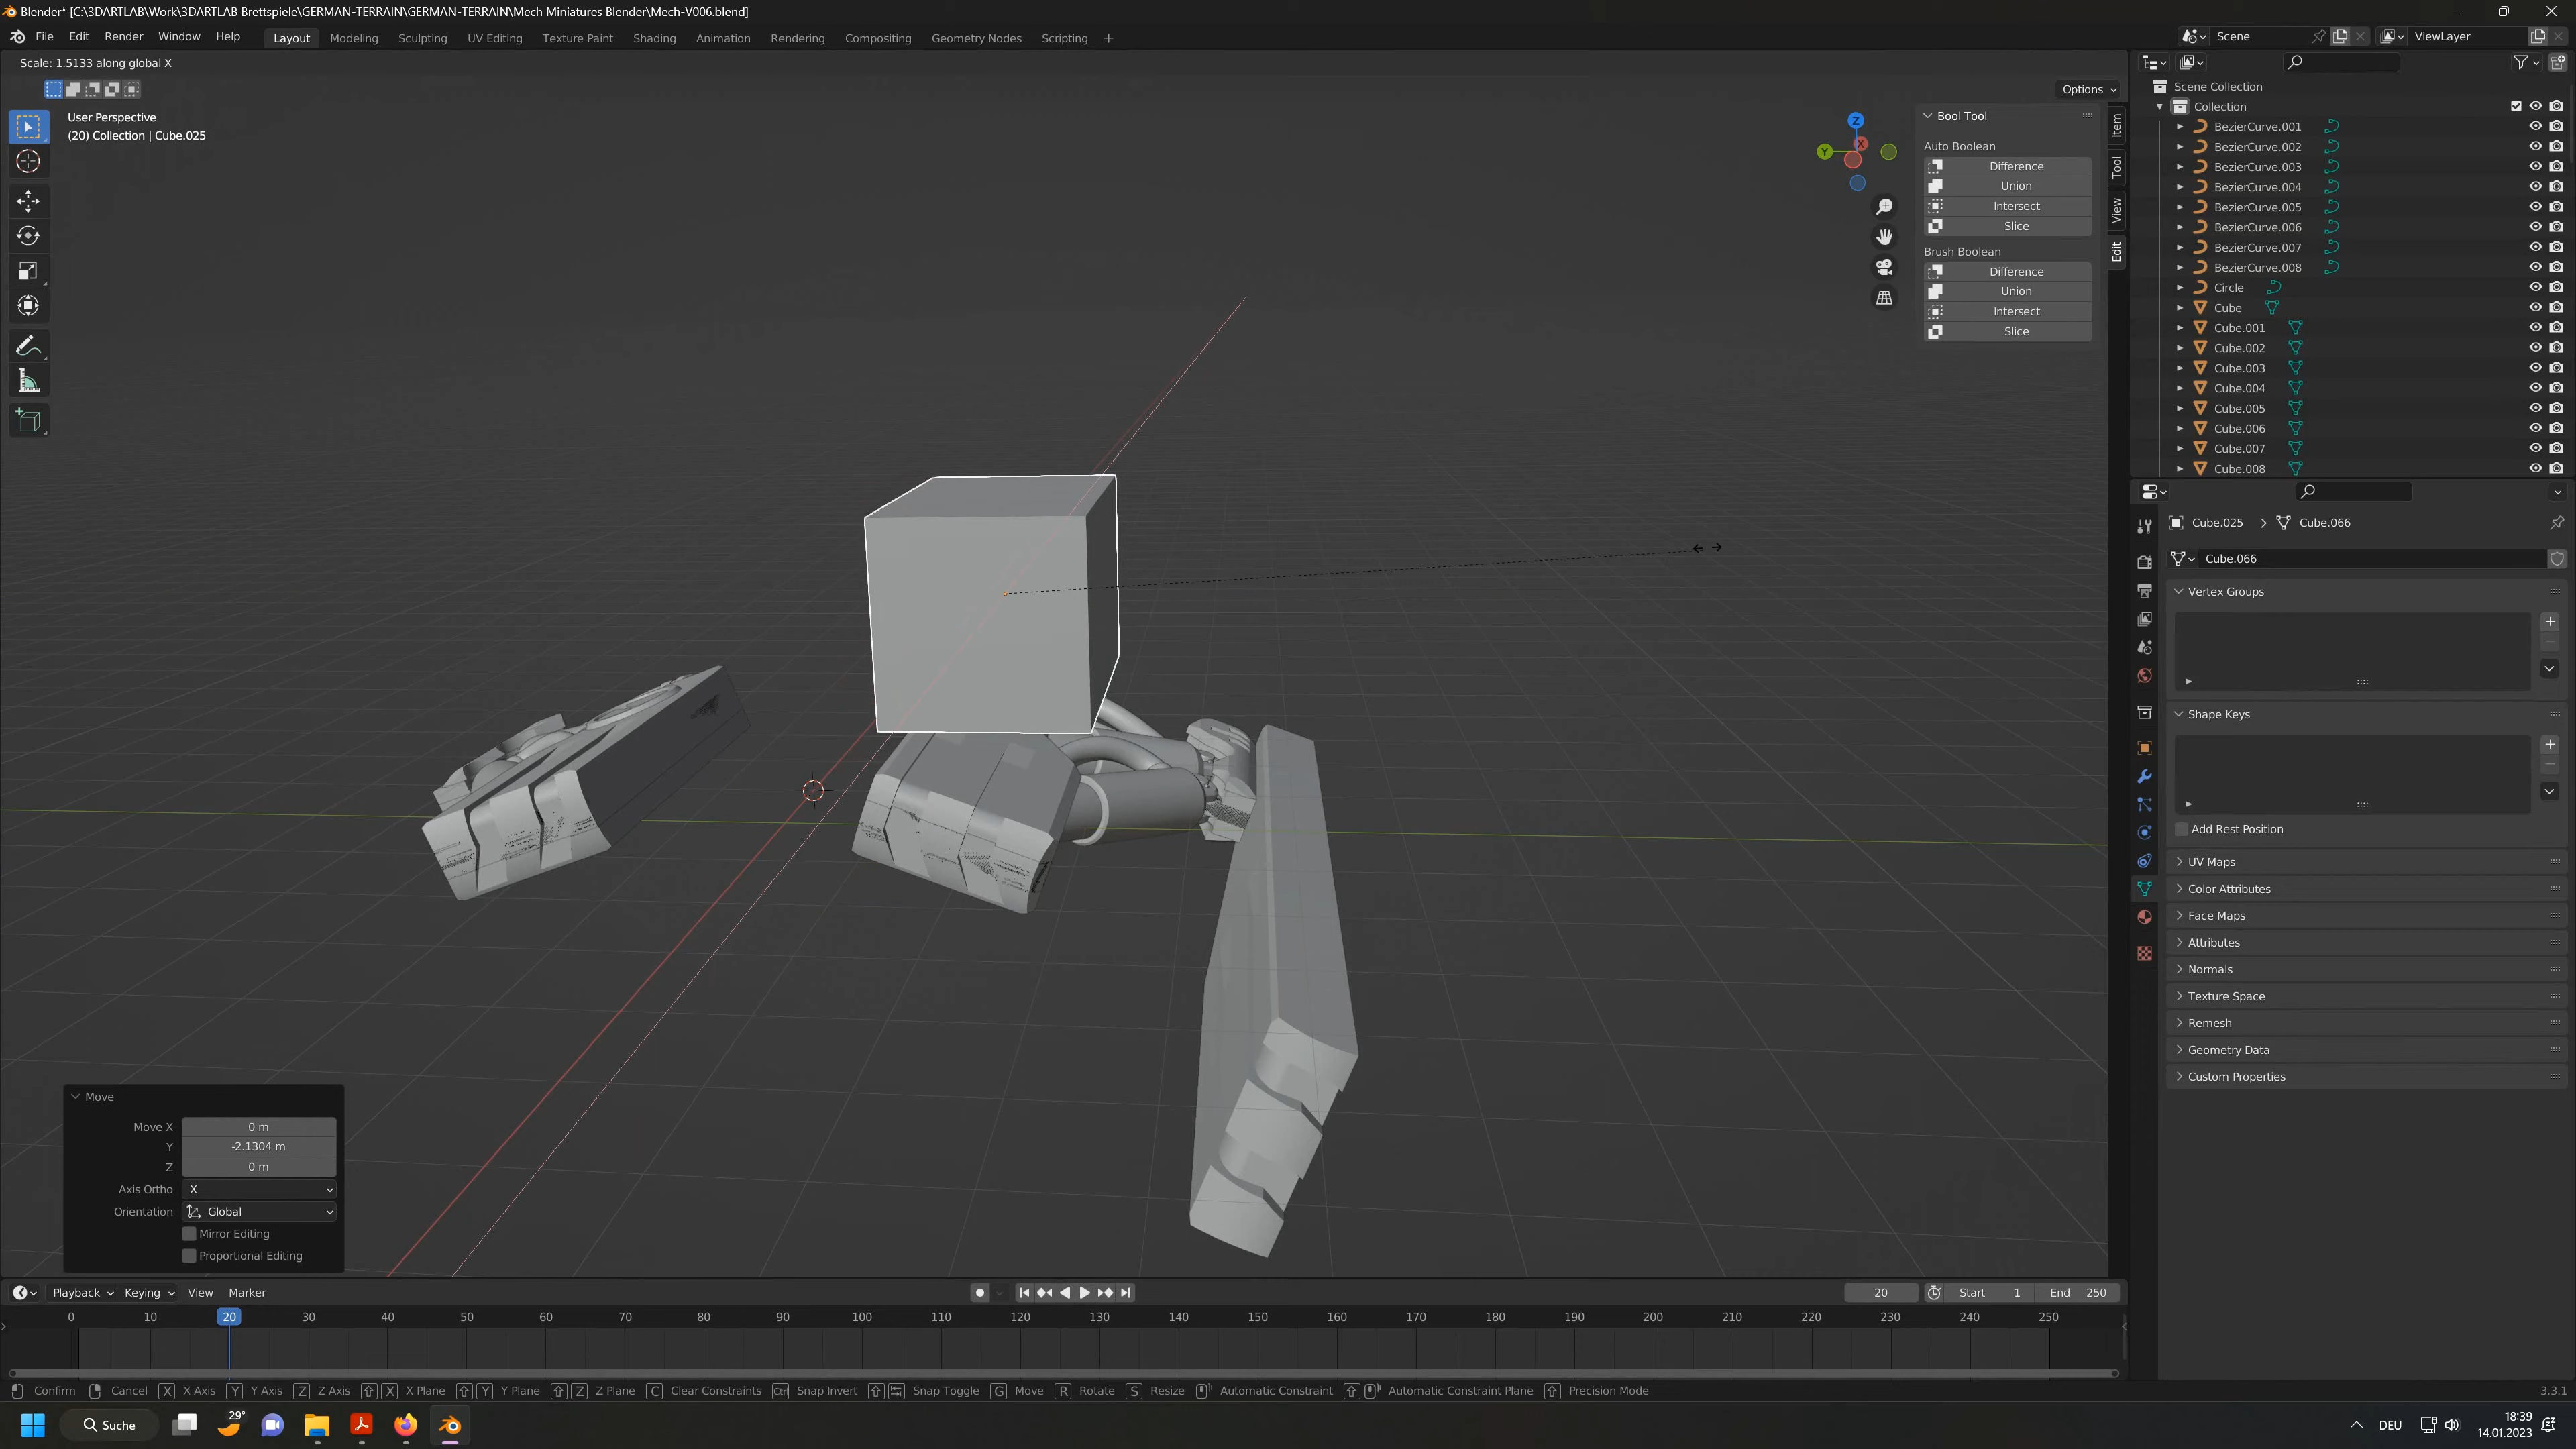 Blender* [C:\3DARTLAB\Work\3DARTLAB Brettspiele\GERMAN-TERRAIN\GERMAN-TERRAIN\Mech Miniatures Blender\Mech-V006.blend]
File Edit Render Window Help Layout Modeling Sculpting UV Editing Texture Paint Shading Animation Rendering Compositing Geometry Nodes Scripting +
Scene
ViewLayer
Scale: 1.5133 along global X
Options
User Perspective
(20) Collection | Cube.025
Z
X
Y
Bool Tool
Auto Boolean
Difference
Union
Intersect
Slice
Brush Boolean
Difference
Union
Intersect
Slice
Item
Tool
View
Edit
Scene Collection
Collection
BezierCurve.001
BezierCurve.002
BezierCurve.003
BezierCurve.004
BezierCurve.005
BezierCurve.006
BezierCurve.007
BezierCurve.008
Circle
Cube
Cube.001
Cube.002
Cube.003
Cube.004
Cube.005
Cube.006
Cube.007
Cube.008
Cube.025 > Cube.066
Cube.066
Vertex Groups
Shape Keys
Add Rest Position
UV Maps
Color Attributes
Face Maps
Attributes
Normals
Texture Space
Remesh
Geometry Data
Custom Properties
Move
Move X 0 m
Y -2.1304 m
Z 0 m
Axis Ortho X
Orientation Global
Mirror Editing
Proportional Editing
Playback Keying View Marker
20 Start 1 End 250
0 10 20 30 40 50 60 70 80 90 100 110 120 130 140 150 160 170 180 190 200 210 220 230 240 250
Confirm Cancel X X Axis Y Y Axis Z Z Axis X X Plane Y Y Plane Z Z Plane C Clear Constraints Ctrl Snap Invert Snap Toggle G Move R Rotate S Resize Automatic Constraint Automatic Constraint Plane Precision Mode
3.3.1
Suche
29°
DEU
18:39
14.01.2023